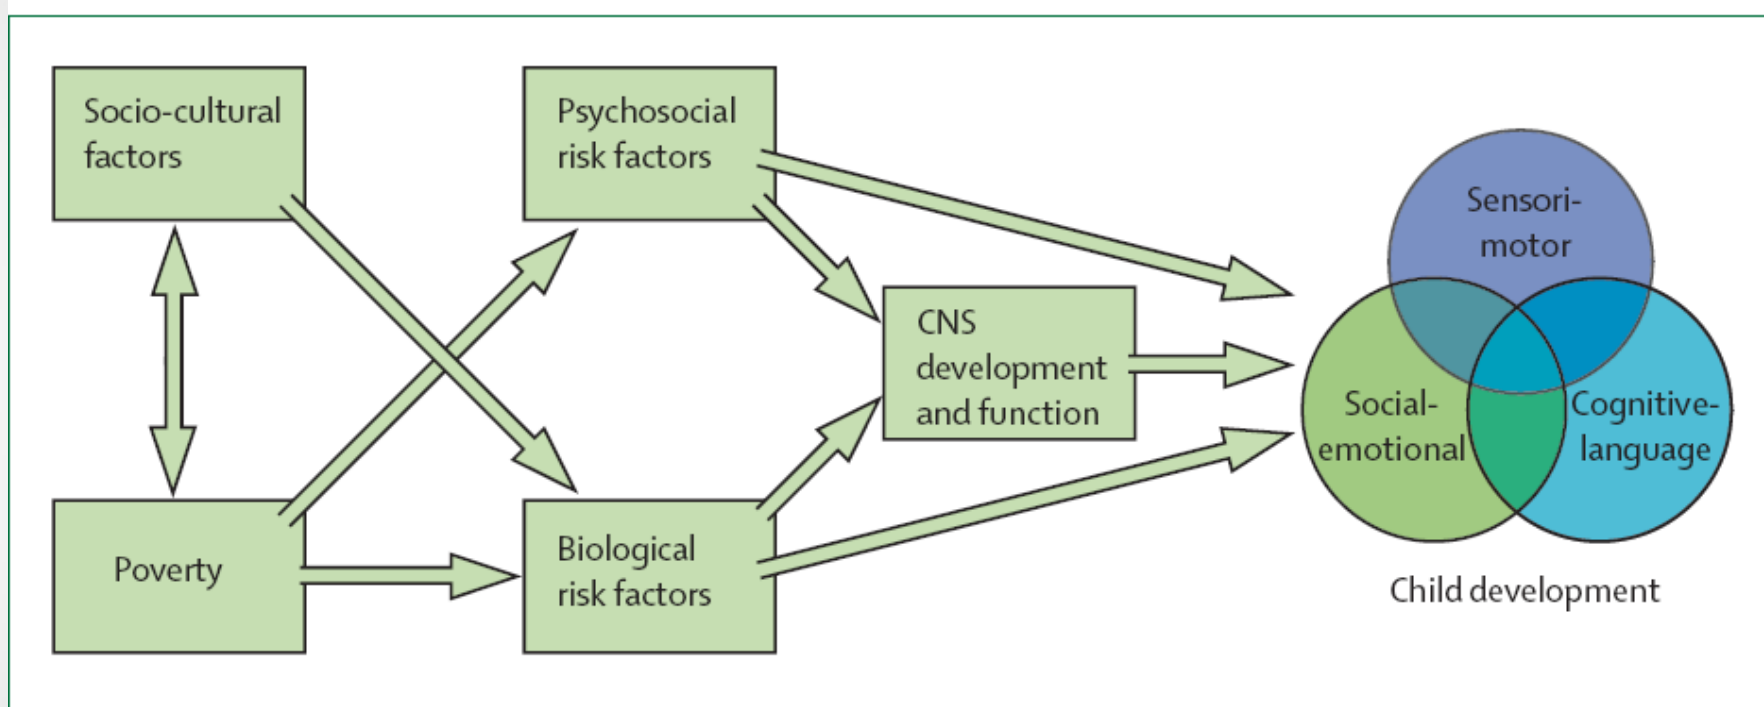 Socio-cultural
factors
Psychosocial
risk factors
CNS
development
and function
Poverty
Biological
risk factors
Sensori-
motor
Social-
emotional
Cognitive-
language
Child development